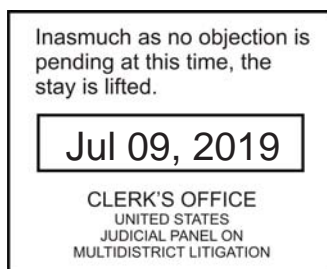 Inasmuch as no objection is
pending at this time, the
stay is lifted.
Jul 09, 2019
CLERK'S OFFICE
UNITED STATES
JUDICIAL PANEL ON
MULTIDISTRICT LITIGATION